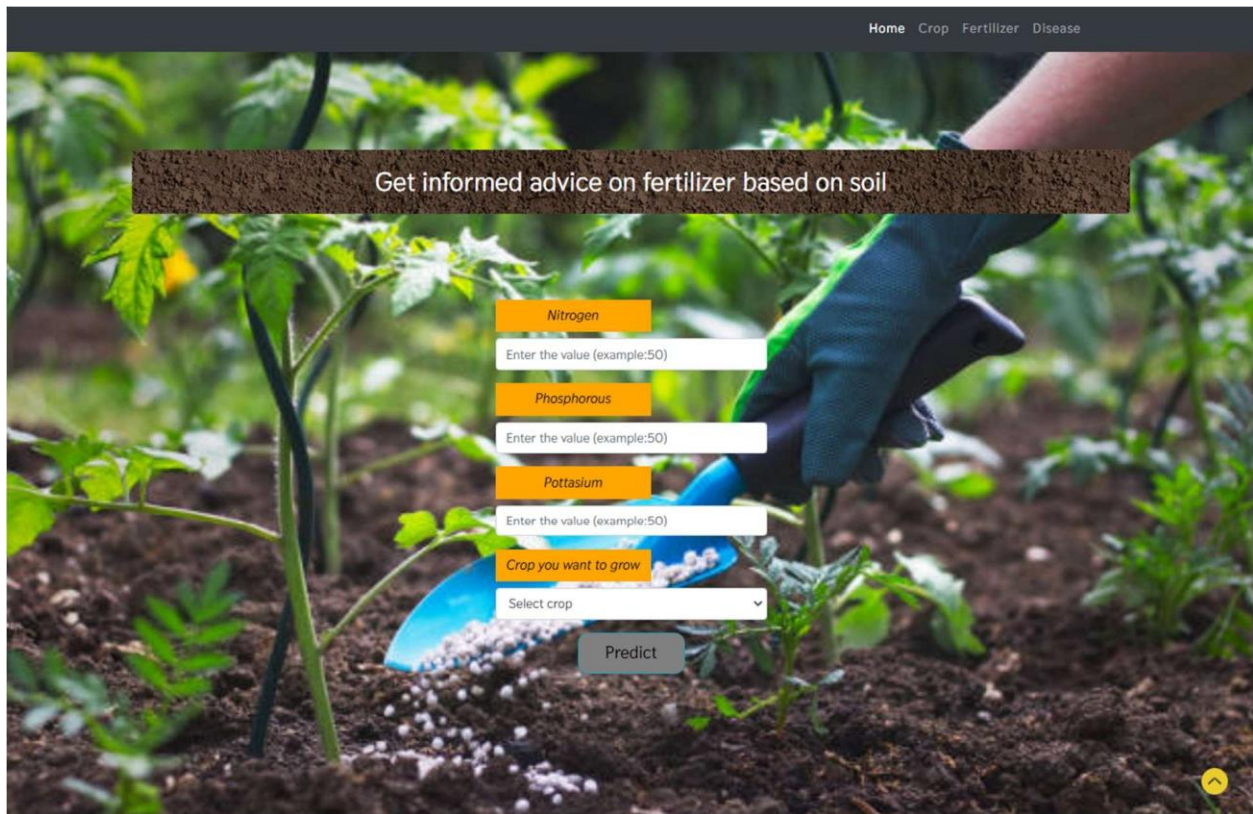 Home Crop Fertilizer Disease
Get informed advice on fertilizer based on soil
Nitrogen
Enter the value (example:50)
Phosphorous
Enter the value (example:50)
Pottasium
Enter the value (example:50)
Crop you want to grow
Select crop
Predict